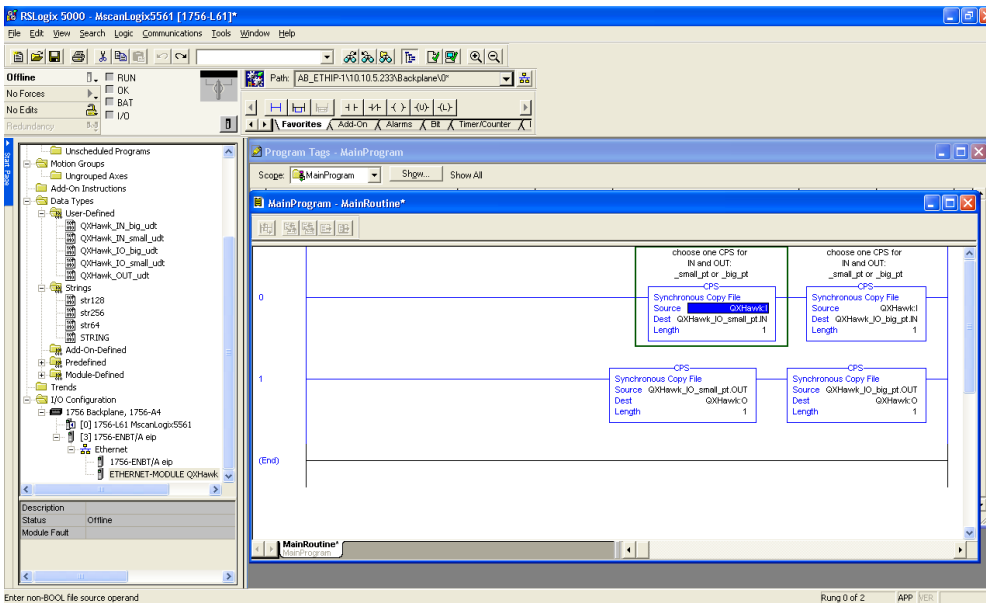 RSLogix 5000 - MscanLogix5561 [1756-L61]*
File Edit View Search Logic Communications Tools Window Help
Offline
RUN
No Forces
OK
No Edits
BAT
Redundancy
I/O
Path: AB_ETHIP-1\10.10.5.233\Backplane\0*
Favorites Add-On Alarms Bit Timer/Counter
Start Page
Unscheduled Programs
Motion Groups
Ungrouped Axes
Add-On Instructions
Data Types
User-Defined
QXHawk_IN_big_udt
QXHawk_IN_small_udt
QXHawk_IO_big_udt
QXHawk_IO_small_udt
QXHawk_OUT_udt
Strings
str128
str256
str64
STRING
Add-On-Defined
Predefined
Module-Defined
Trends
I/O Configuration
1756 Backplane, 1756-A4
[0] 1756-L61 MscanLogix5561
[3] 1756-ENBT/A eip
Ethernet
1756-ENBT/A eip
ETHERNET-MODULE QXHawk
Description
Status Offline
Module Fault
Program Tags - MainProgram
Scope: MainProgram Show... Show All
MainProgram - MainRoutine*
choose one CPS for
IN and OUT:
_small_pt or _big_pt
CPS
Synchronous Copy File
Source QXHawk:I
Dest QXHawk_IO_small_pt.IN
Length 1
choose one CPS for
IN and OUT:
_small_pt or _big_pt
CPS
Synchronous Copy File
Source QXHawk:I
Dest QXHawk_IO_big_pt.IN
Length 1
0
1
CPS
Synchronous Copy File
Source QXHawk_IO_small_pt.OUT
Dest QXHawk:O
Length 1
CPS
Synchronous Copy File
Source QXHawk_IO_big_pt.OUT
Dest QXHawk:O
Length 1
(End)
MainRoutine*
MainProgram
Enter non-BOOL file source operand
Rung 0 of 2 APP VER